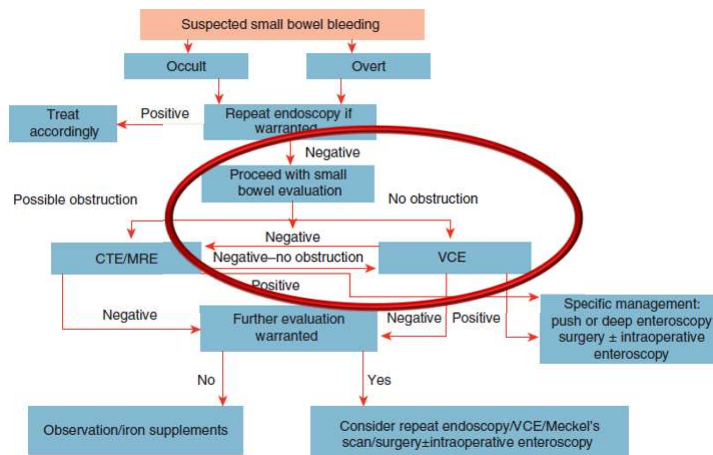 Suspected small bowel bleeding
Occult
Overt
Treat
accordingly
Positive
Repeat endoscopy if
warranted
Negative
Proceed with small
bowel evaluation
Possible obstruction
No obstruction
Negative
CTE/MRE
Negative–no obstruction
VCE
Positive
Negative
Further evaluation
warranted
Negative
Positive
Specific management:
push or deep enteroscopy
surgery ± intraoperative
enteroscopy
No
Yes
Observation/iron supplements
Consider repeat endoscopy/VCE/Meckel's
scan/surgery±intraoperative enteroscopy